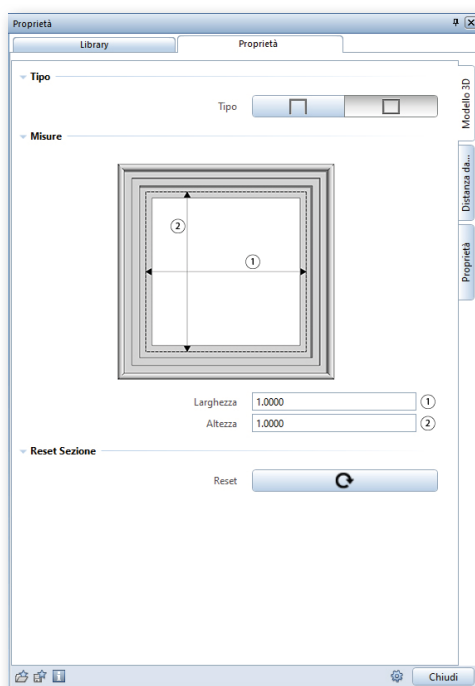 Proprietà
Library
Proprietà
Tipo
Tipo
Misure
2
1
Larghezza 1.0000 1
Altezza 1.0000 2
Reset Sezione
Reset
Modello 3D
Distanza da...
Proprietà
Chiudi